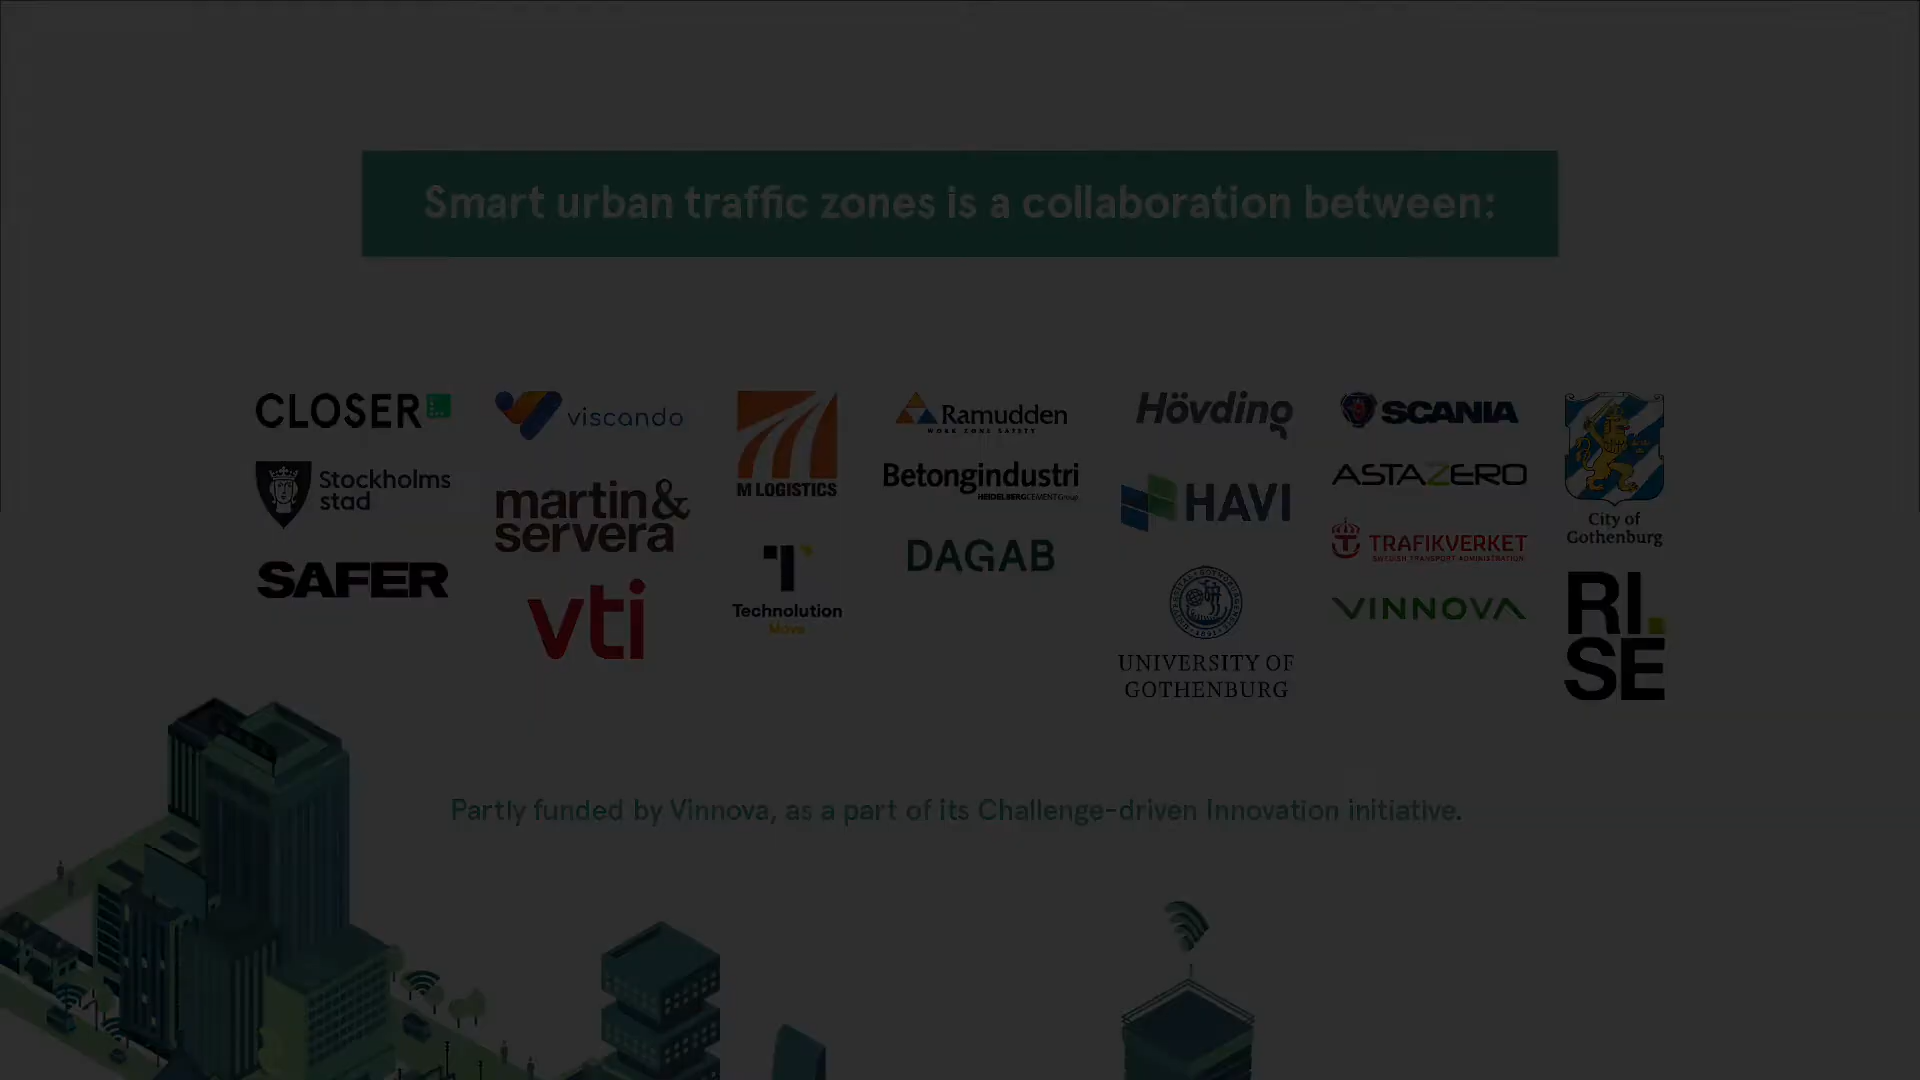 Smart urban traffic zones is a collaboration between:
CLOSER
Stockholms
stad
SAFER
viscando
martin&
servera
vti
M LOGISTICS
Technolution
Move
Ramudden
WORK ZONE SAFETY
Betongindustri
HEIDELBERGCEMENT Group
DAGAB
Hövding
HAVI
UNIVERSITY OF
GOTHENBURG
SCANIA
ASTAZERO
TRAFIKVERKET
SWEDISH TRANSPORT ADMINISTRATION
VINNOVA
City of
Gothenburg
RI.
SE
Partly funded by Vinnova, as a part of its Challenge-driven Innovation initiative.